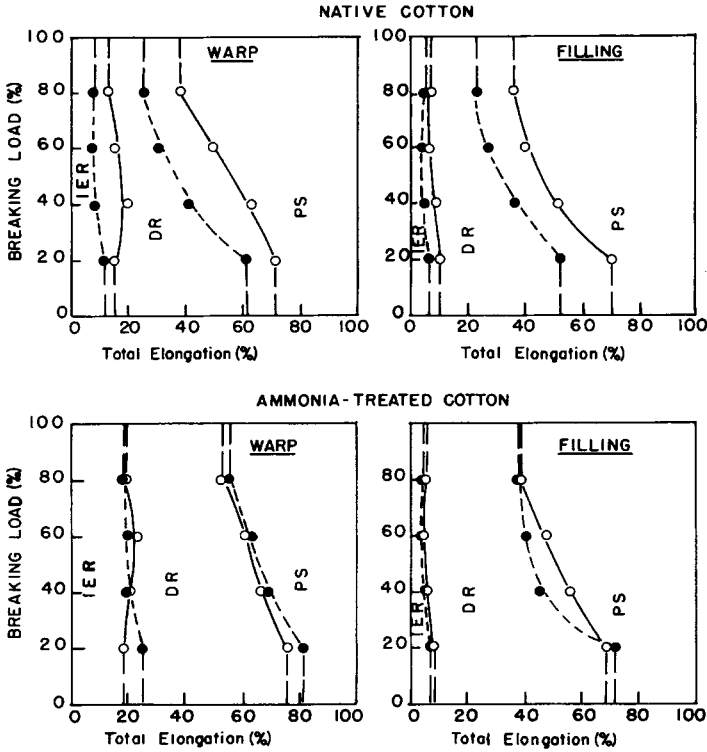 NATIVE COTTON
WARP
FILLING
BREAKING LOAD (%)
100
80
60
40
20
0
IER
DR
PS
0 20 40 60 80 100
Total Elongation (%)
100
80
60
40
20
0
IER
DR
PS
0 20 40 60 80 100
Total Elongation (%)
AMMONIA-TREATED COTTON
WARP
FILLING
BREAKING LOAD (%)
100
80
60
40
20
0
IER
DR
PS
0 20 40 60 80 100
Total Elongation (%)
100
80
60
40
20
0
IER
DR
PS
0 20 40 60 80 100
Total Elongation (%)